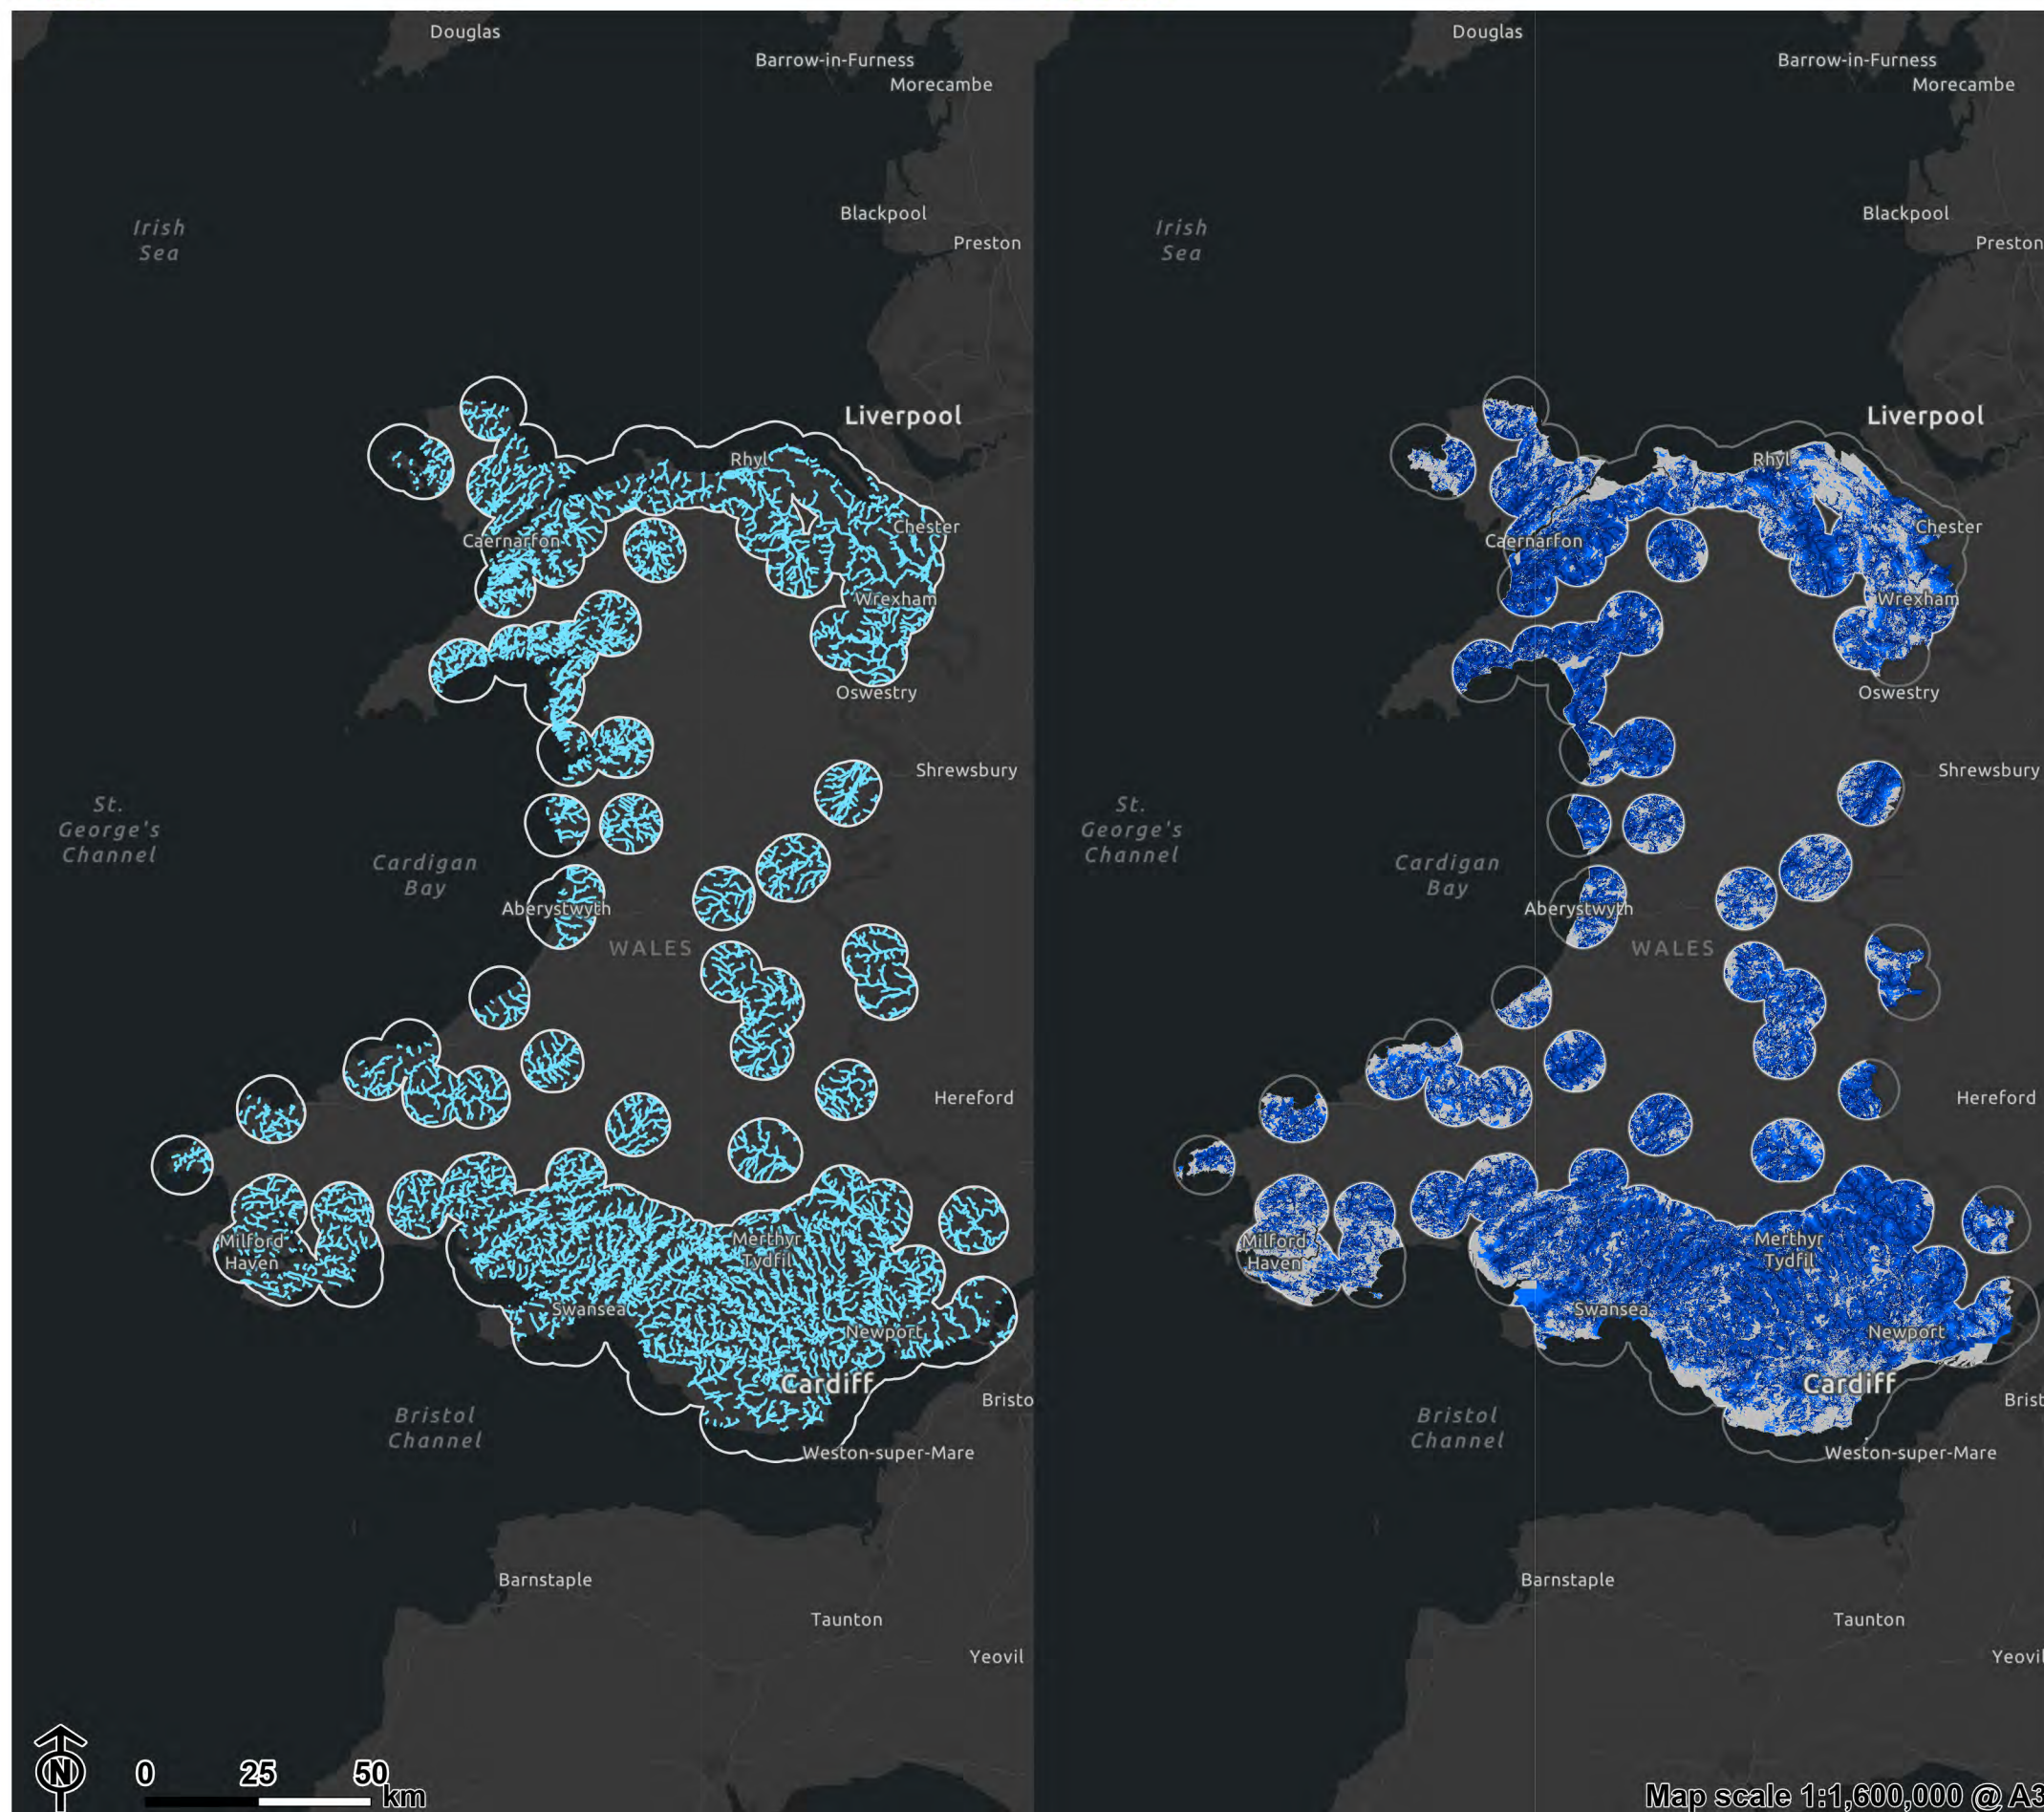 Douglas
Barrow-in-Furness
Morecambe
Irish
Sea
Blackpool
Preston
Liverpool
Rhyl
Chester
Caernarfon
Wrexham
Oswestry
Shrewsbury
St.
George's
Channel
Cardigan
Bay
Aberystwyth
WALES
Hereford
Milford
Haven
Merthyr
Tydfil
Swansea
Newport
Cardiff
Bristol
Channel
Bristo
Weston-super-Mare
Barnstaple
Taunton
Yeovil
N
0 25 50
km
Douglas
Barrow-in-Furness
Morecambe
Irish
Sea
Blackpool
Preston
Liverpool
Rhyl
Chester
Caernarfon
Wrexham
Oswestry
Shrewsbury
St.
George's
Channel
Cardigan
Bay
Aberystwyth
WALES
Hereford
Milford
Haven
Merthyr
Tydfil
Swansea
Newport
Cardiff
Bristol
Channel
Brist
Weston-super-Mare
Barnstaple
Taunton
Yeovil
Map scale 1:1,600,000 @ A3